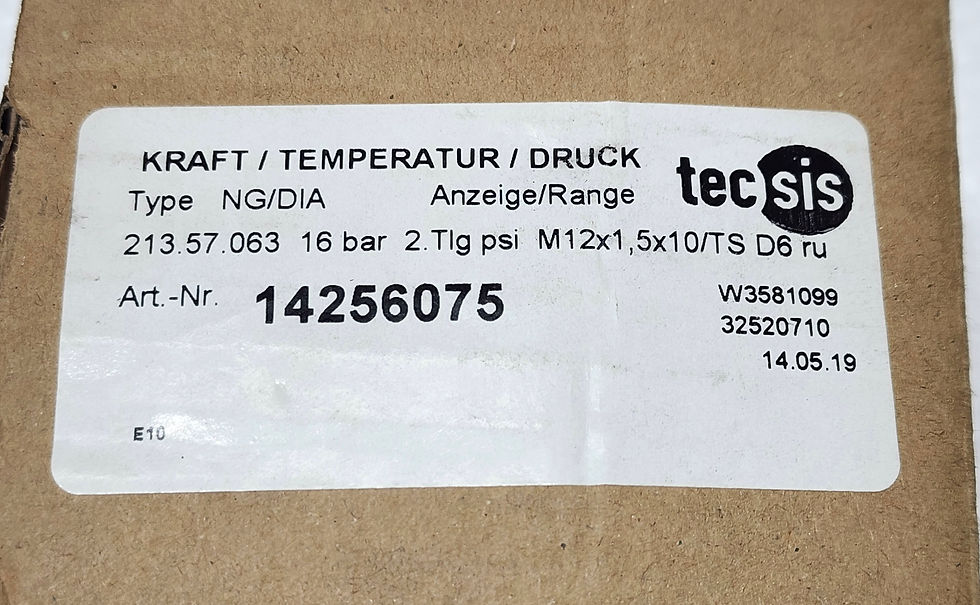 KRAFT / TEMPERATUR / DRUCK
tecsis
Type NG/DIA Anzeige/Range
213.57.063 16 bar 2.Tlg psi M12x1,5x10/TS D6 ru
Art.-Nr. 14256075
W3581099
32520710
14.05.19
E10